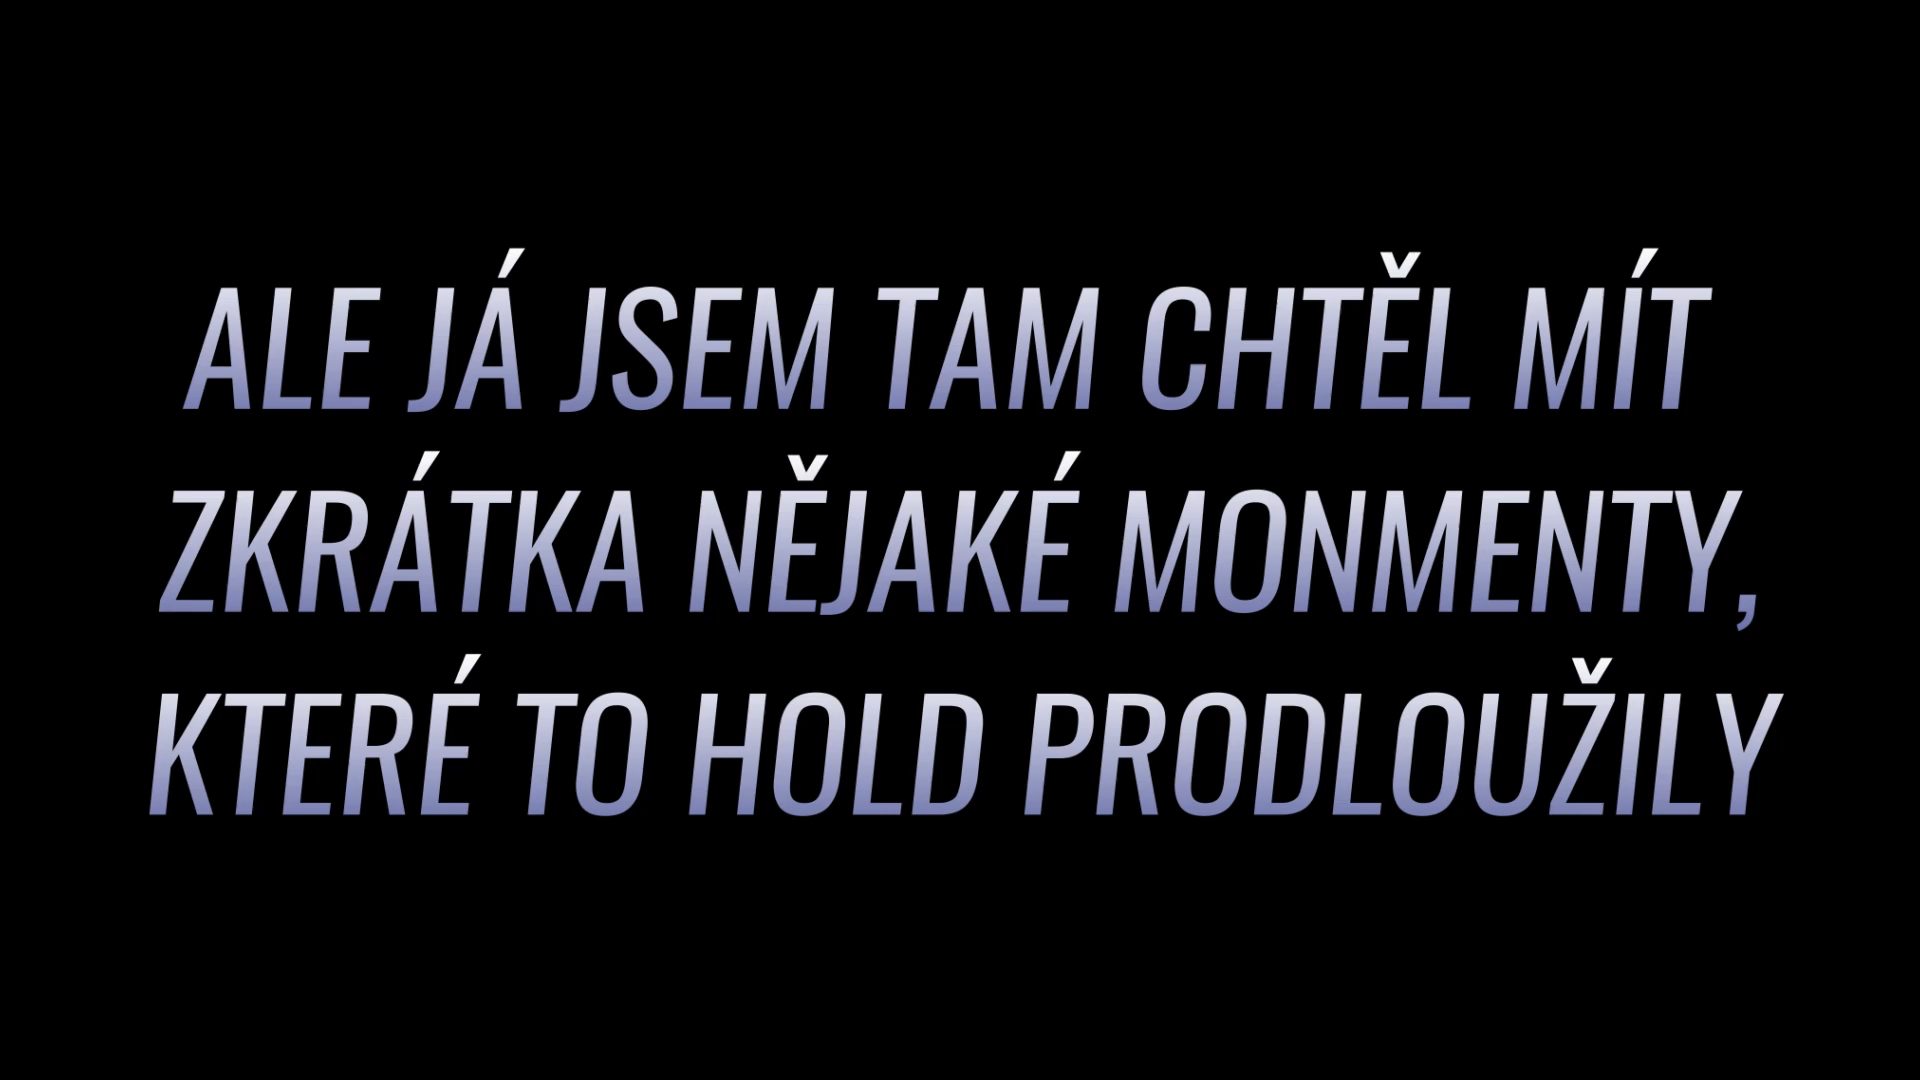 ALE JÁ JSEM TAM CHTĚL MÍT
ZKRÁTKA NĚJAKÉ MONMENTY,
KTERÉ TO HOLD PRODLOUŽILY